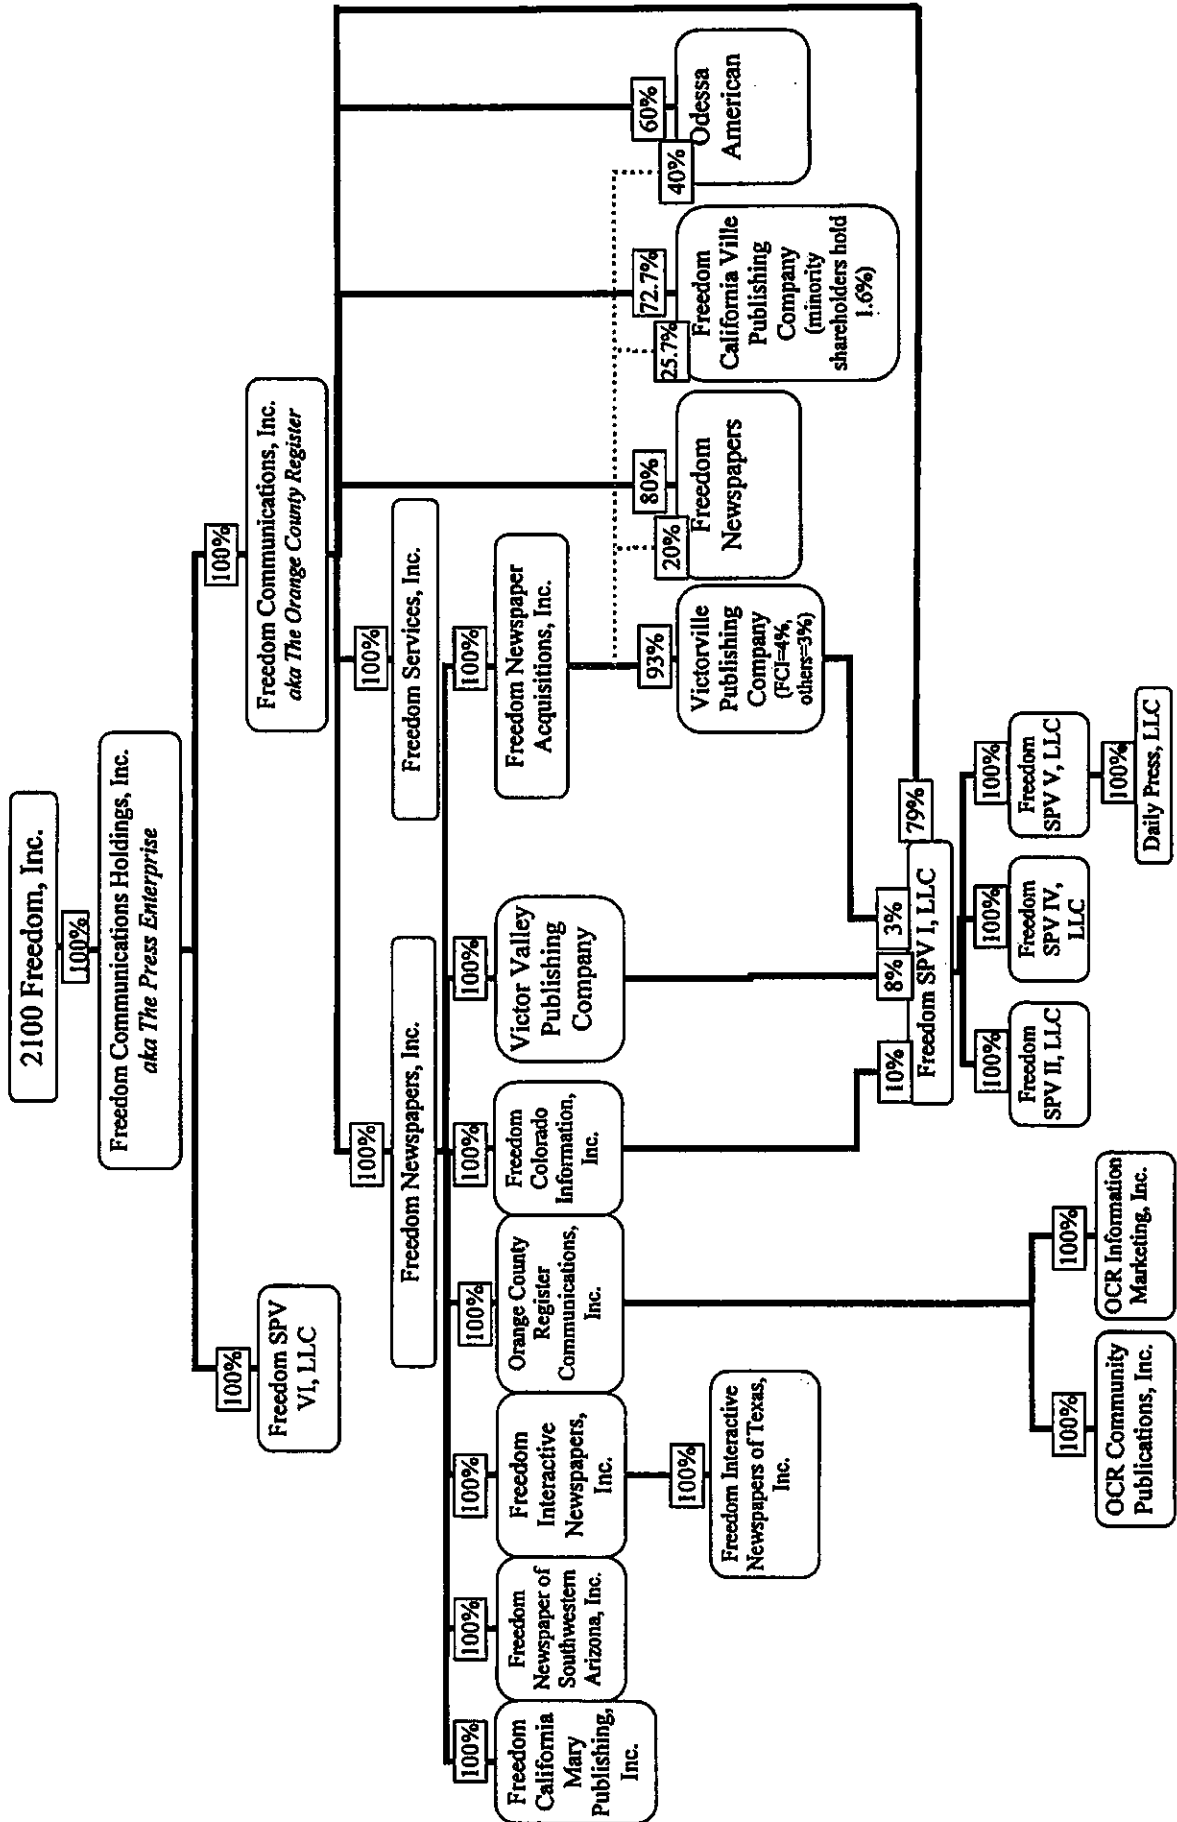 2100 Freedom, Inc.
100%
Freedom Communications Holdings, Inc.
aka The Press Enterprise
100%
Freedom SPV
VI, LLC
100%
Freedom Communications, Inc.
aka The Orange County Register
100%
Freedom Newspapers, Inc.
100%
Freedom Services, Inc.
100%
Freedom
California
Mary
Publishing,
Inc.
100%
Freedom
Newspaper of
Southwestern
Arizona, Inc.
100%
Freedom
Interactive
Newspapers,
Inc.
100%
Orange County
Register
Communications,
Inc.
100%
Freedom
Colorado
Information,
Inc.
100%
Victor Valley
Publishing
Company
100%
Freedom Newspaper
Acquisitions, Inc.
93%
Victorville
Publishing
Company
(FCI=4%,
others=3%)
20%
80%
Freedom
Newspapers
25.7%
72.7%
Freedom
California Ville
Publishing
Company
(minority
shareholders hold
1.6%)
40%
60%
Odessa
American
100%
Freedom Interactive
Newspapers of Texas,
Inc.
10%
8%
3%
79%
Freedom SPV I, LLC
100%
Freedom
SPV II, LLC
100%
Freedom
SPV IV,
LLC
100%
Freedom
SPV V, LLC
100%
Daily Press, LLC
100%
OCR Community
Publications, Inc.
100%
OCR Information
Marketing, Inc.